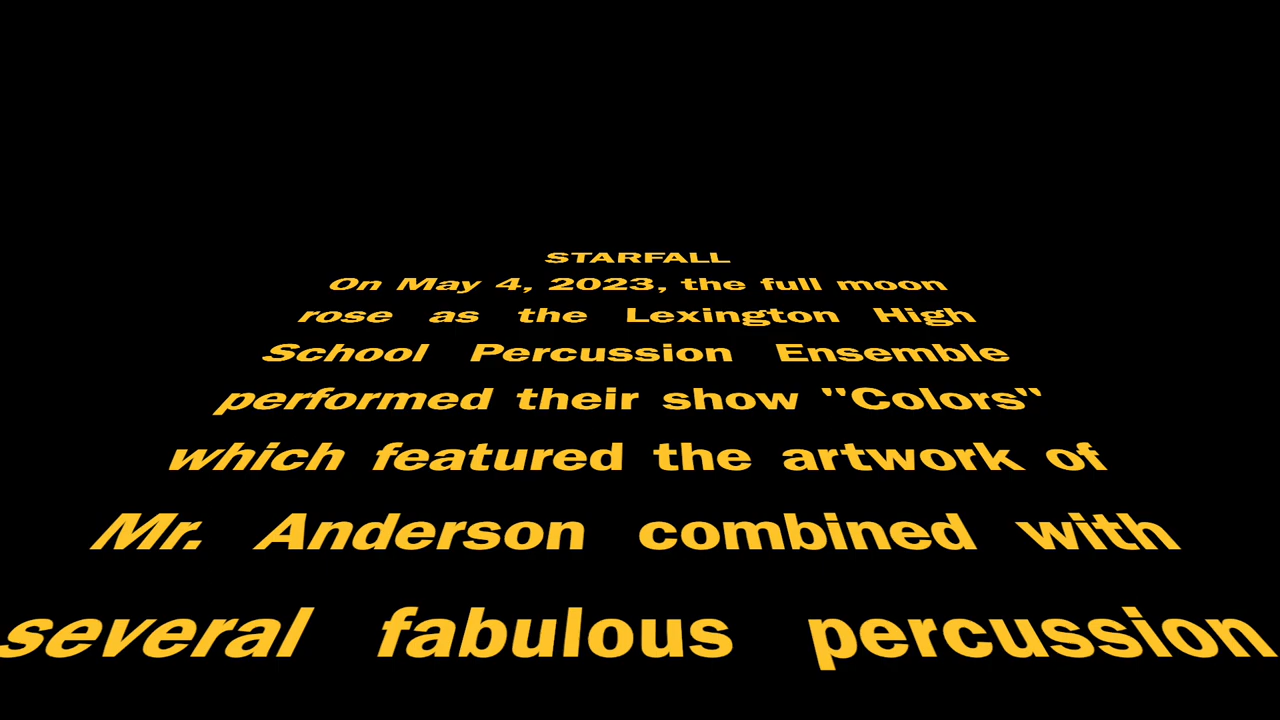 STARFALL
On May 4, 2023, the full moon
rose as the Lexington High
School Percussion Ensemble
performed their show "Colors"
which featured the artwork of
Mr. Anderson combined with
several fabulous percussion